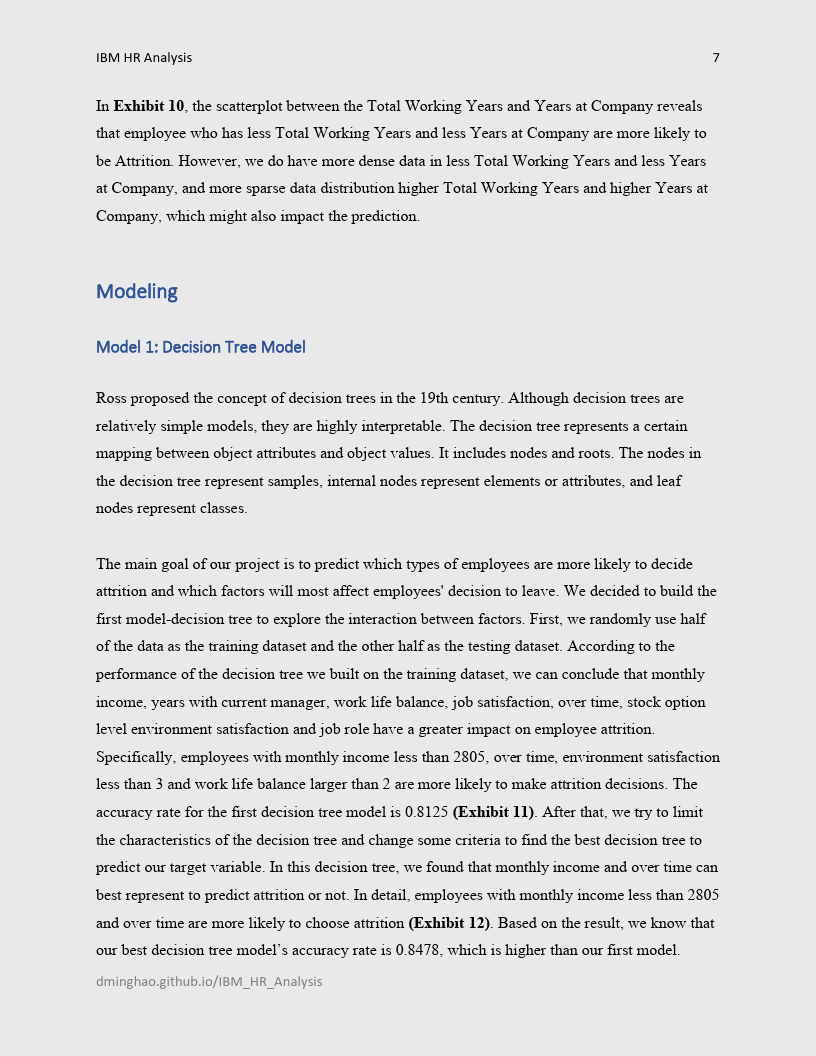 IBM HR Analysis 7
In Exhibit 10, the scatterplot between the Total Working Years and Years at Company reveals
that employee who has less Total Working Years and less Years at Company are more likely to
be Attrition. However, we do have more dense data in less Total Working Years and less Years
at Company, and more sparse data distribution higher Total Working Years and higher Years at
Company, which might also impact the prediction.
Modeling
Model 1: Decision Tree Model
Ross proposed the concept of decision trees in the 19th century. Although decision trees are
relatively simple models, they are highly interpretable. The decision tree represents a certain
mapping between object attributes and object values. It includes nodes and roots. The nodes in
the decision tree represent samples, internal nodes represent elements or attributes, and leaf
nodes represent classes.
The main goal of our project is to predict which types of employees are more likely to decide
attrition and which factors will most affect employees' decision to leave. We decided to build the
first model-decision tree to explore the interaction between factors. First, we randomly use half
of the data as the training dataset and the other half as the testing dataset. According to the
performance of the decision tree we built on the training dataset, we can conclude that monthly
income, years with current manager, work life balance, job satisfaction, over time, stock option
level environment satisfaction and job role have a greater impact on employee attrition.
Specifically, employees with monthly income less than 2805, over time, environment satisfaction
less than 3 and work life balance larger than 2 are more likely to make attrition decisions. The
accuracy rate for the first decision tree model is 0.8125 (Exhibit 11). After that, we try to limit
the characteristics of the decision tree and change some criteria to find the best decision tree to
predict our target variable. In this decision tree, we found that monthly income and over time can
best represent to predict attrition or not. In detail, employees with monthly income less than 2805
and over time are more likely to choose attrition (Exhibit 12). Based on the result, we know that
our best decision tree model’s accuracy rate is 0.8478, which is higher than our first model.
dminghao.github.io/IBM_HR_Analysis